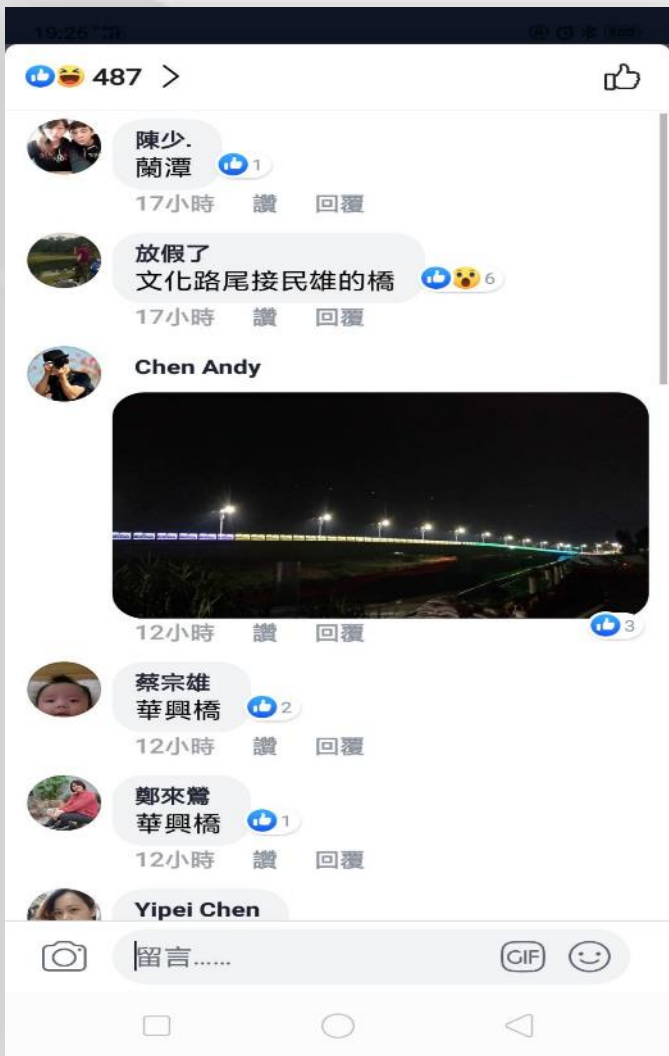 19:26
487 >
陳少.
蘭潭
1
17小時 讚 回覆
放假了
文化路尾接民雄的橋
6
17小時 讚 回覆
Chen Andy
12小時 讚 回覆
3
蔡宗雄
華興橋
2
12小時 讚 回覆
鄭來鶯
華興橋
1
12小時 讚 回覆
Yipei Chen
留言......
GIF